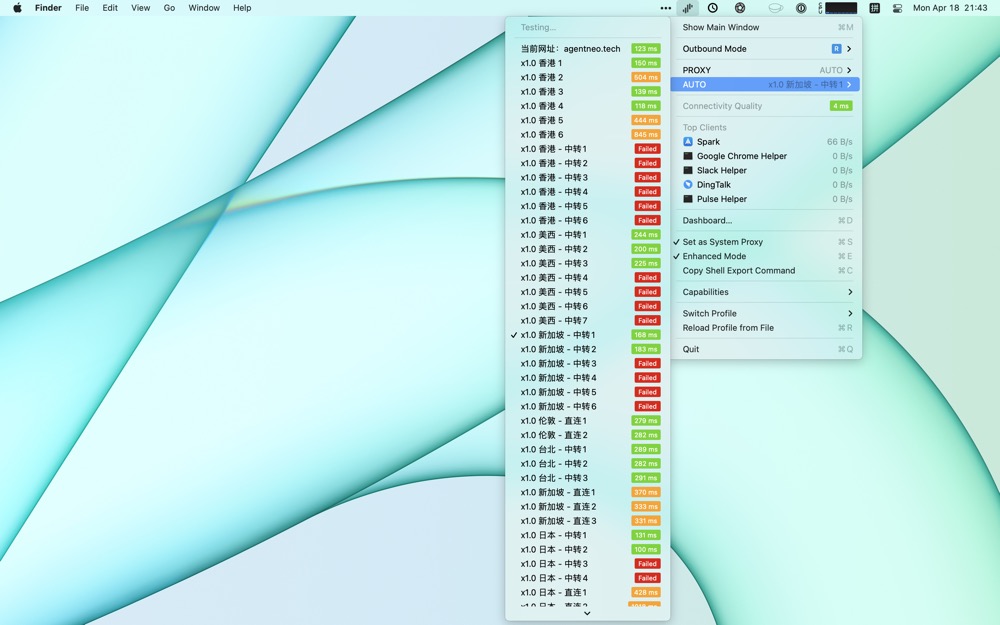 Finder File Edit View Go Window Help Mon Apr 18 21:43
Testing...
当前网址：agentneo.tech 123 ms
x1.0 香港 1 150 ms
x1.0 香港 2 604 ms
x1.0 香港 3 139 ms
x1.0 香港 4 118 ms
x1.0 香港 5 444 ms
x1.0 香港 6 645 ms
x1.0 香港 - 中转1 Failed
x1.0 香港 - 中转2 Failed
x1.0 香港 - 中转3 Failed
x1.0 香港 - 中转4 Failed
x1.0 香港 - 中转5 Failed
x1.0 香港 - 中转6 Failed
x1.0 美西 - 中转1 244 ms
x1.0 美西 - 中转2 200 ms
x1.0 美西 - 中转3 225 ms
x1.0 美西 - 中转4 Failed
x1.0 美西 - 中转5 Failed
x1.0 美西 - 中转6 Failed
x1.0 美西 - 中转7 Failed
✓ x1.0 新加坡 - 中转1 168 ms
x1.0 新加坡 - 中转2 183 ms
x1.0 新加坡 - 中转3 Failed
x1.0 新加坡 - 中转4 Failed
x1.0 新加坡 - 中转5 Failed
x1.0 新加坡 - 中转6 Failed
x1.0 伦敦 - 直连1 279 ms
x1.0 伦敦 - 直连2 282 ms
x1.0 台北 - 中转1 289 ms
x1.0 台北 - 中转2 282 ms
x1.0 台北 - 中转3 291 ms
x1.0 新加坡 - 直连1 370 ms
x1.0 新加坡 - 直连2 333 ms
x1.0 新加坡 - 直连3 331 ms
x1.0 日本 - 中转1 131 ms
x1.0 日本 - 中转2 100 ms
x1.0 日本 - 中转3 Failed
x1.0 日本 - 中转4 Failed
x1.0 日本 - 直连1 428 ms
Show Main Window ⌘M
Outbound Mode R
PROXY AUTO
AUTO x1.0 新加坡 - 中转1
Connectivity Quality 4 ms
Top Clients
Spark 66 B/s
Google Chrome Helper 0 B/s
Slack Helper 0 B/s
DingTalk 0 B/s
Pulse Helper 0 B/s
Dashboard... ⌘D
✓ Set as System Proxy ⌘S
✓ Enhanced Mode ⌘E
Copy Shell Export Command ⌘C
Capabilities
Switch Profile
Reload Profile from File ⌘R
Quit ⌘Q